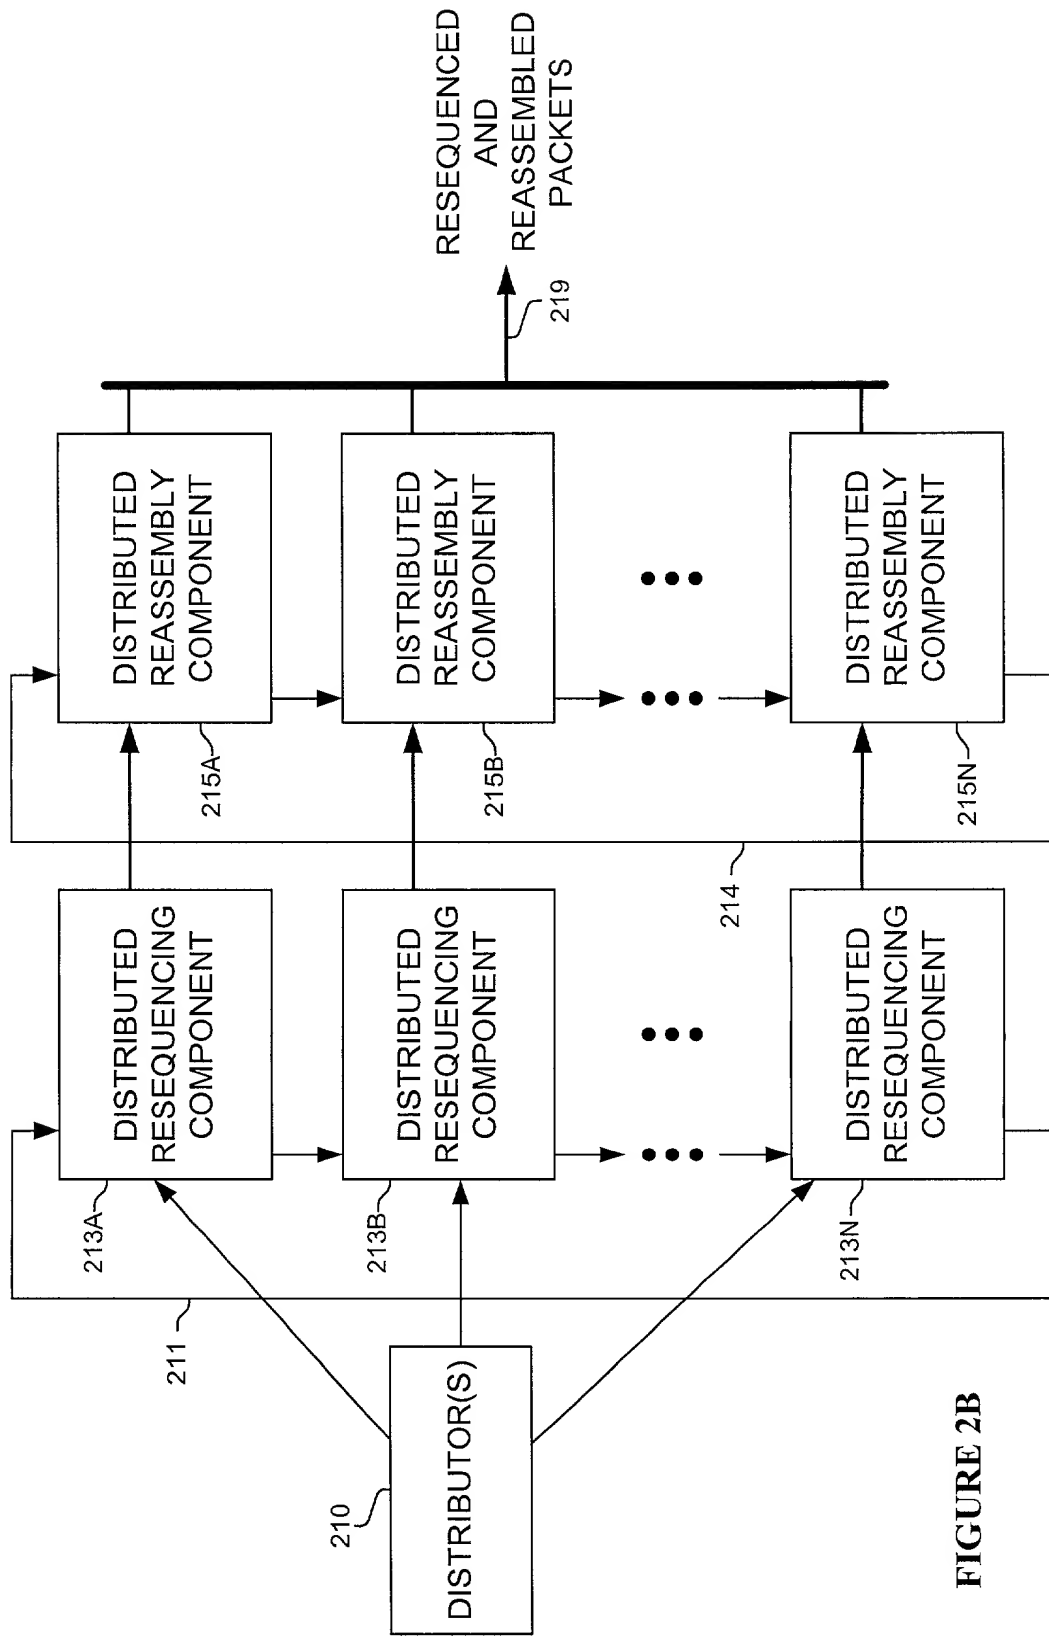 210
DISTRIBUTOR(S)
211
213A
DISTRIBUTED
RESEQUENCING
COMPONENT
213B
DISTRIBUTED
RESEQUENCING
COMPONENT
213N
DISTRIBUTED
RESEQUENCING
COMPONENT
214
215A
DISTRIBUTED
REASSEMBLY
COMPONENT
215B
DISTRIBUTED
REASSEMBLY
COMPONENT
215N
DISTRIBUTED
REASSEMBLY
COMPONENT
219
RESEQUENCED
AND
REASSEMBLED
PACKETS
FIGURE 2B